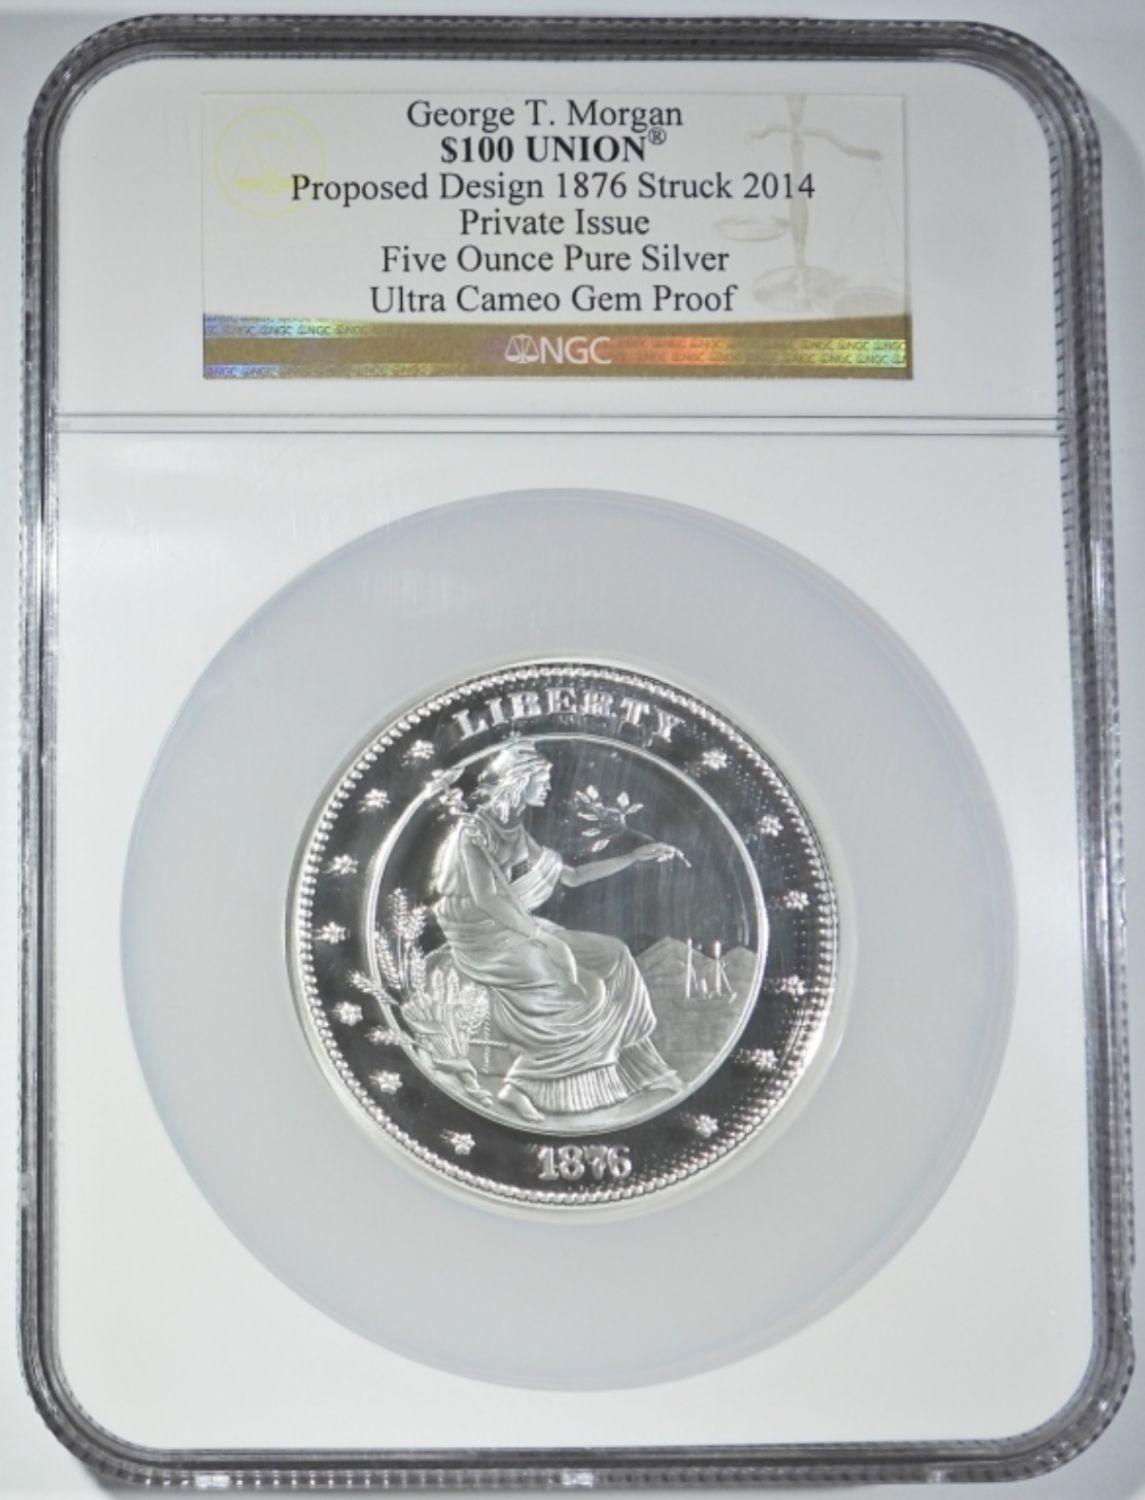 George T. Morgan
$100 UNION®
Proposed Design 1876 Struck 2014
Private Issue
Five Ounce Pure Silver
Ultra Cameo Gem Proof
NGC
LIBERTY
1876